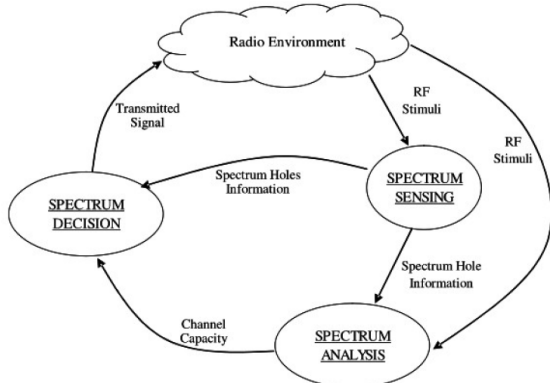 Radio Environment
RF
Stimuli
Transmitted
Signal
RF
Stimuli
Spectrum Holes
Information
SPECTRUM
SENSING
SPECTRUM
DECISION
Spectrum Hole
Information
Channel
Capacity
SPECTRUM
ANALYSIS